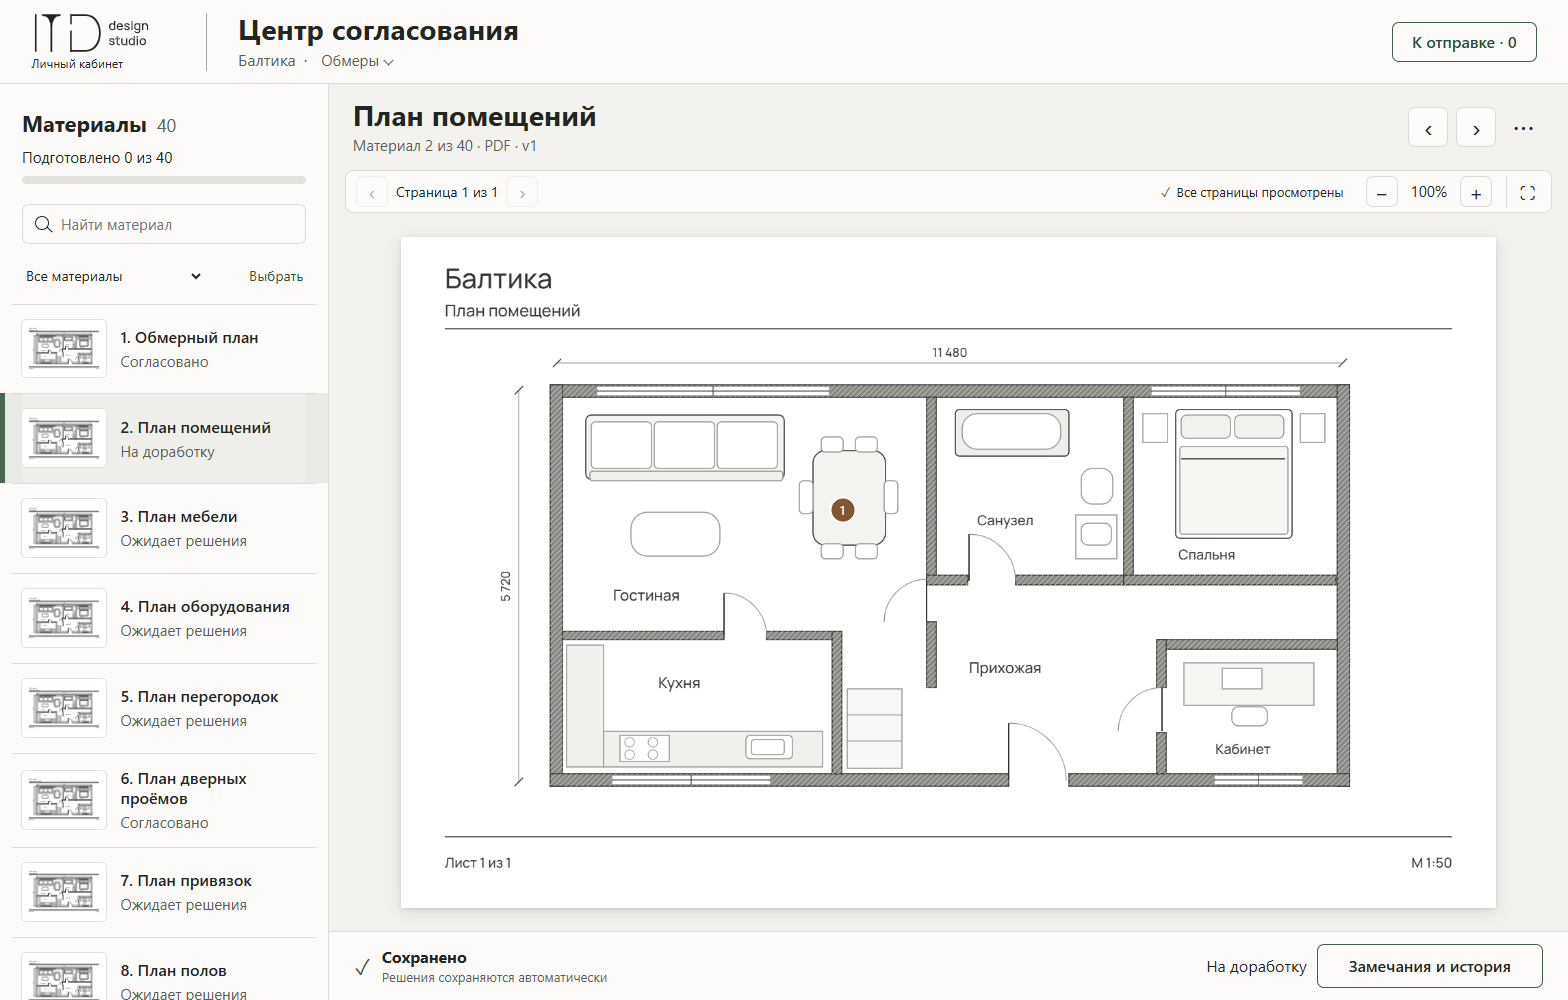 ITD design studio
Личный кабинет
Центр согласования
Балтика · Обмеры
К отправке · 0
Материалы 40
Подготовлено 0 из 40
Найти материал
Все материалы
Выбрать
1. Обмерный план
Согласовано
2. План помещений
На доработку
3. План мебели
Ожидает решения
4. План оборудования
Ожидает решения
5. План перегородок
Ожидает решения
6. План дверных
проёмов
Согласовано
7. План привязок
Ожидает решения
8. План полов
Ожидает решения
План помещений
Материал 2 из 40 · PDF · v1
‹ ›
...
‹ Страница 1 из 1 ›
✓ Все страницы просмотрены
− 100% +
Балтика
План помещений
11 480
5 720
1
Санузел
Спальня
Гостиная
Кухня
Прихожая
Кабинет
Лист 1 из 1
М 1:50
✓ Сохранено
Решения сохраняются автоматически
На доработку
Замечания и история